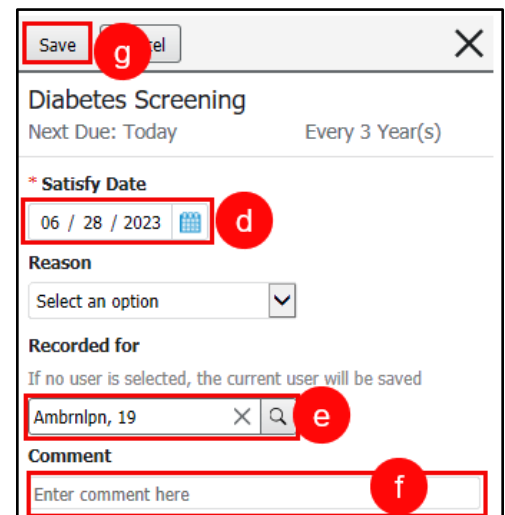 Save
g
Diabetes Screening
Next Due: Today Every 3 Year(s)
* Satisfy Date
06 / 28 / 2023 d
Reason
Select an option
Recorded for
If no user is selected, the current user will be saved
Ambrnlpn, 19 e
Comment
Enter comment here f